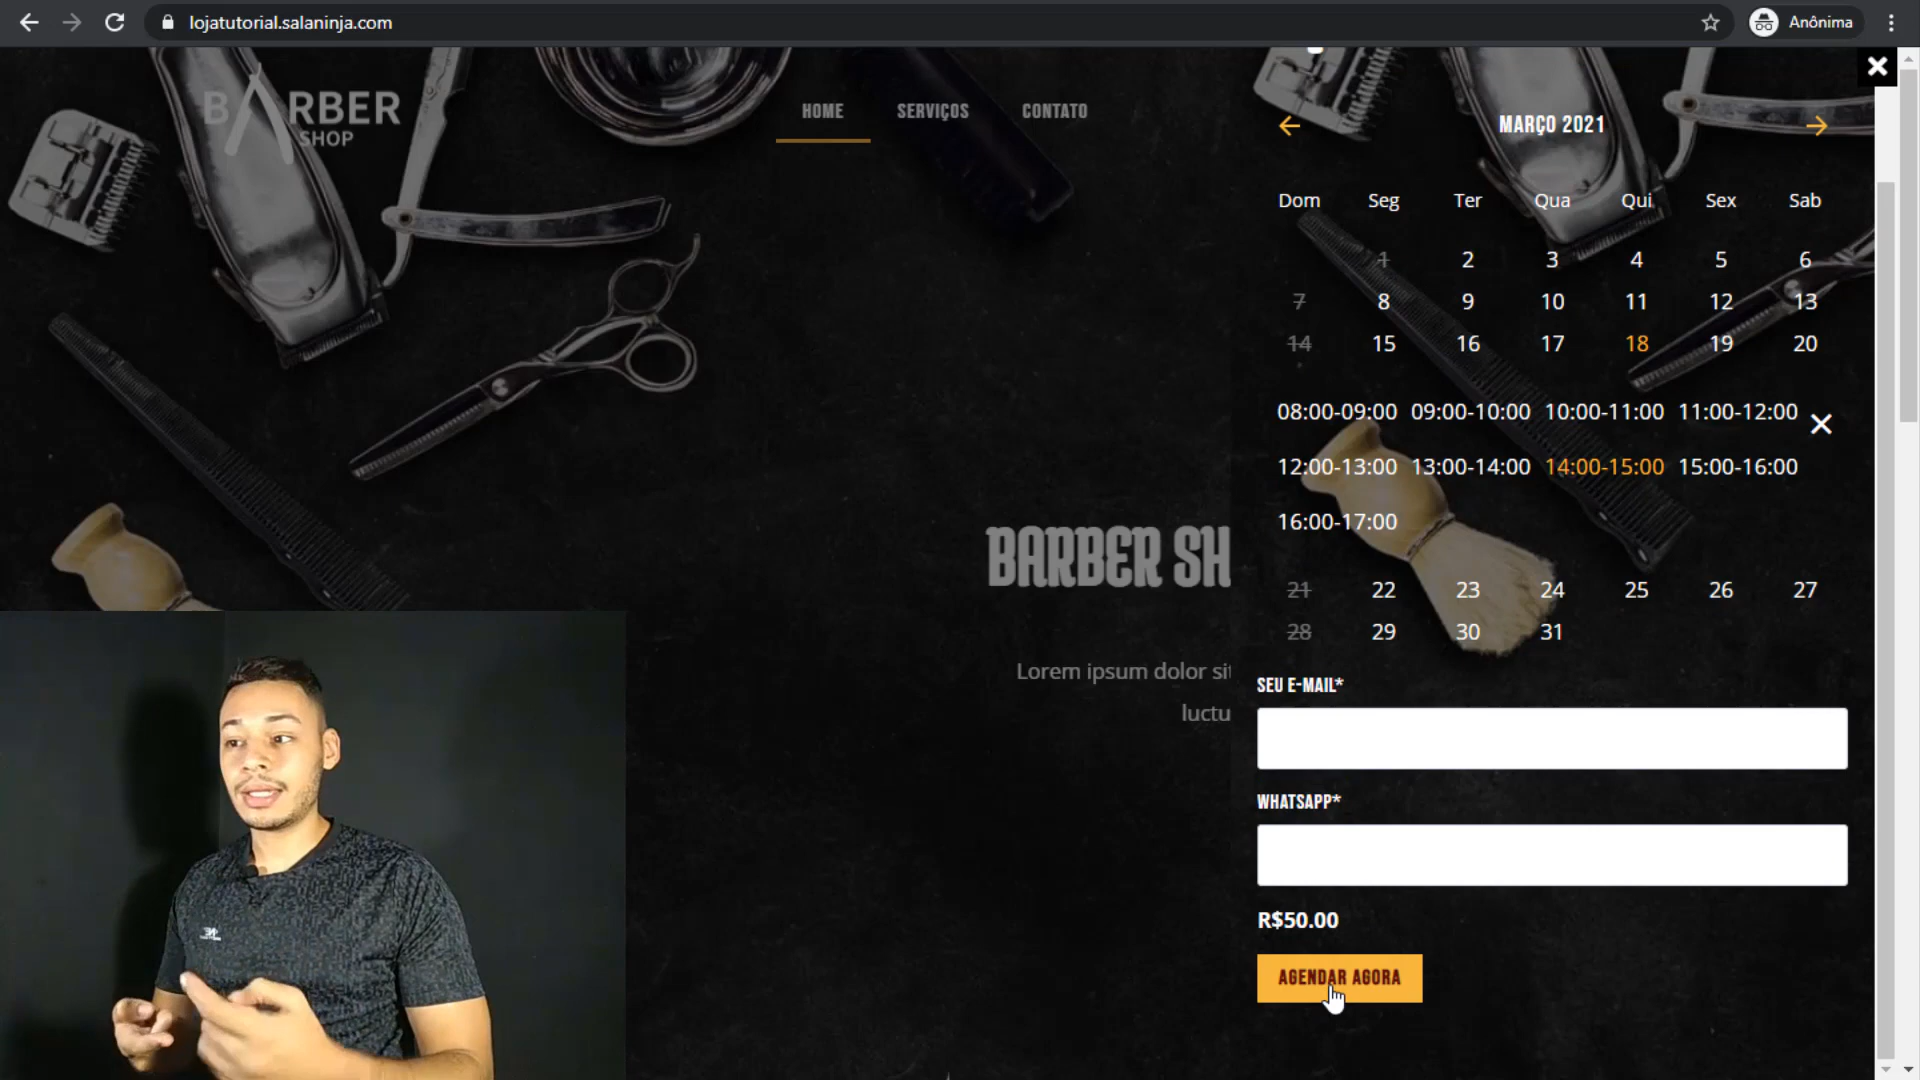 lojatutorial.salaninja.com
Anônima
BARBER
SHOP
HOME SERVIÇOS CONTATO
MARÇO 2021
Dom Seg Ter Qua Qui Sex Sab
1 2 3 4 5 6
7 8 9 10 11 12 13
14 15 16 17 18 19 20
08:00-09:00 09:00-10:00 10:00-11:00 11:00-12:00
12:00-13:00 13:00-14:00 14:00-15:00 15:00-16:00
16:00-17:00
21 22 23 24 25 26 27
28 29 30 31
BARBER SH
Lorem ipsum dolor sit
luctu
SEU E-MAIL*
WHATSAPP*
R$50.00
AGENDAR AGORA